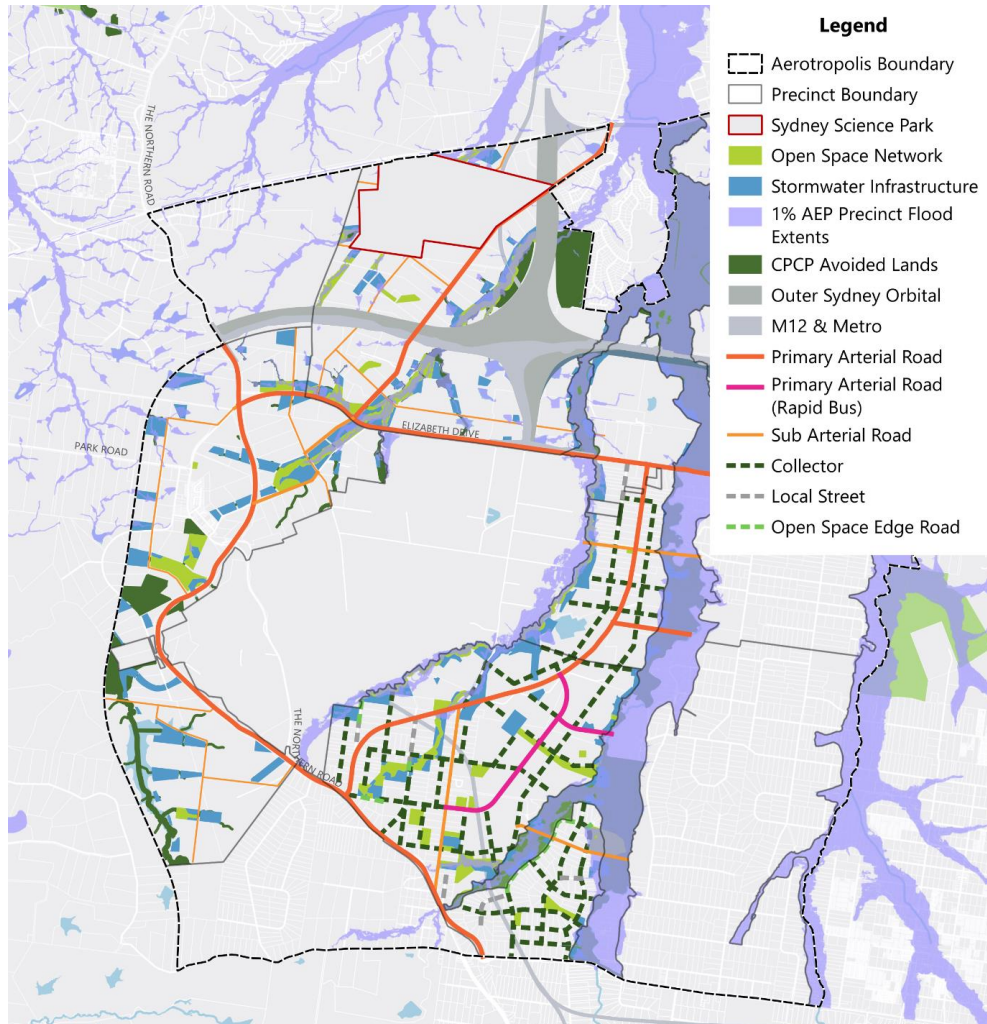 Legend
Aerotropolis Boundary
Precinct Boundary
Sydney Science Park
Open Space Network
Stormwater Infrastructure
1% AEP Precinct Flood
Extents
CPCP Avoided Lands
Outer Sydney Orbital
M12 & Metro
Primary Arterial Road
Primary Arterial Road
(Rapid Bus)
Sub Arterial Road
Collector
Local Street
Open Space Edge Road
THE NORTHERN ROAD
ELIZABETH DRIVE
PARK ROAD
THE NORTHERN ROAD